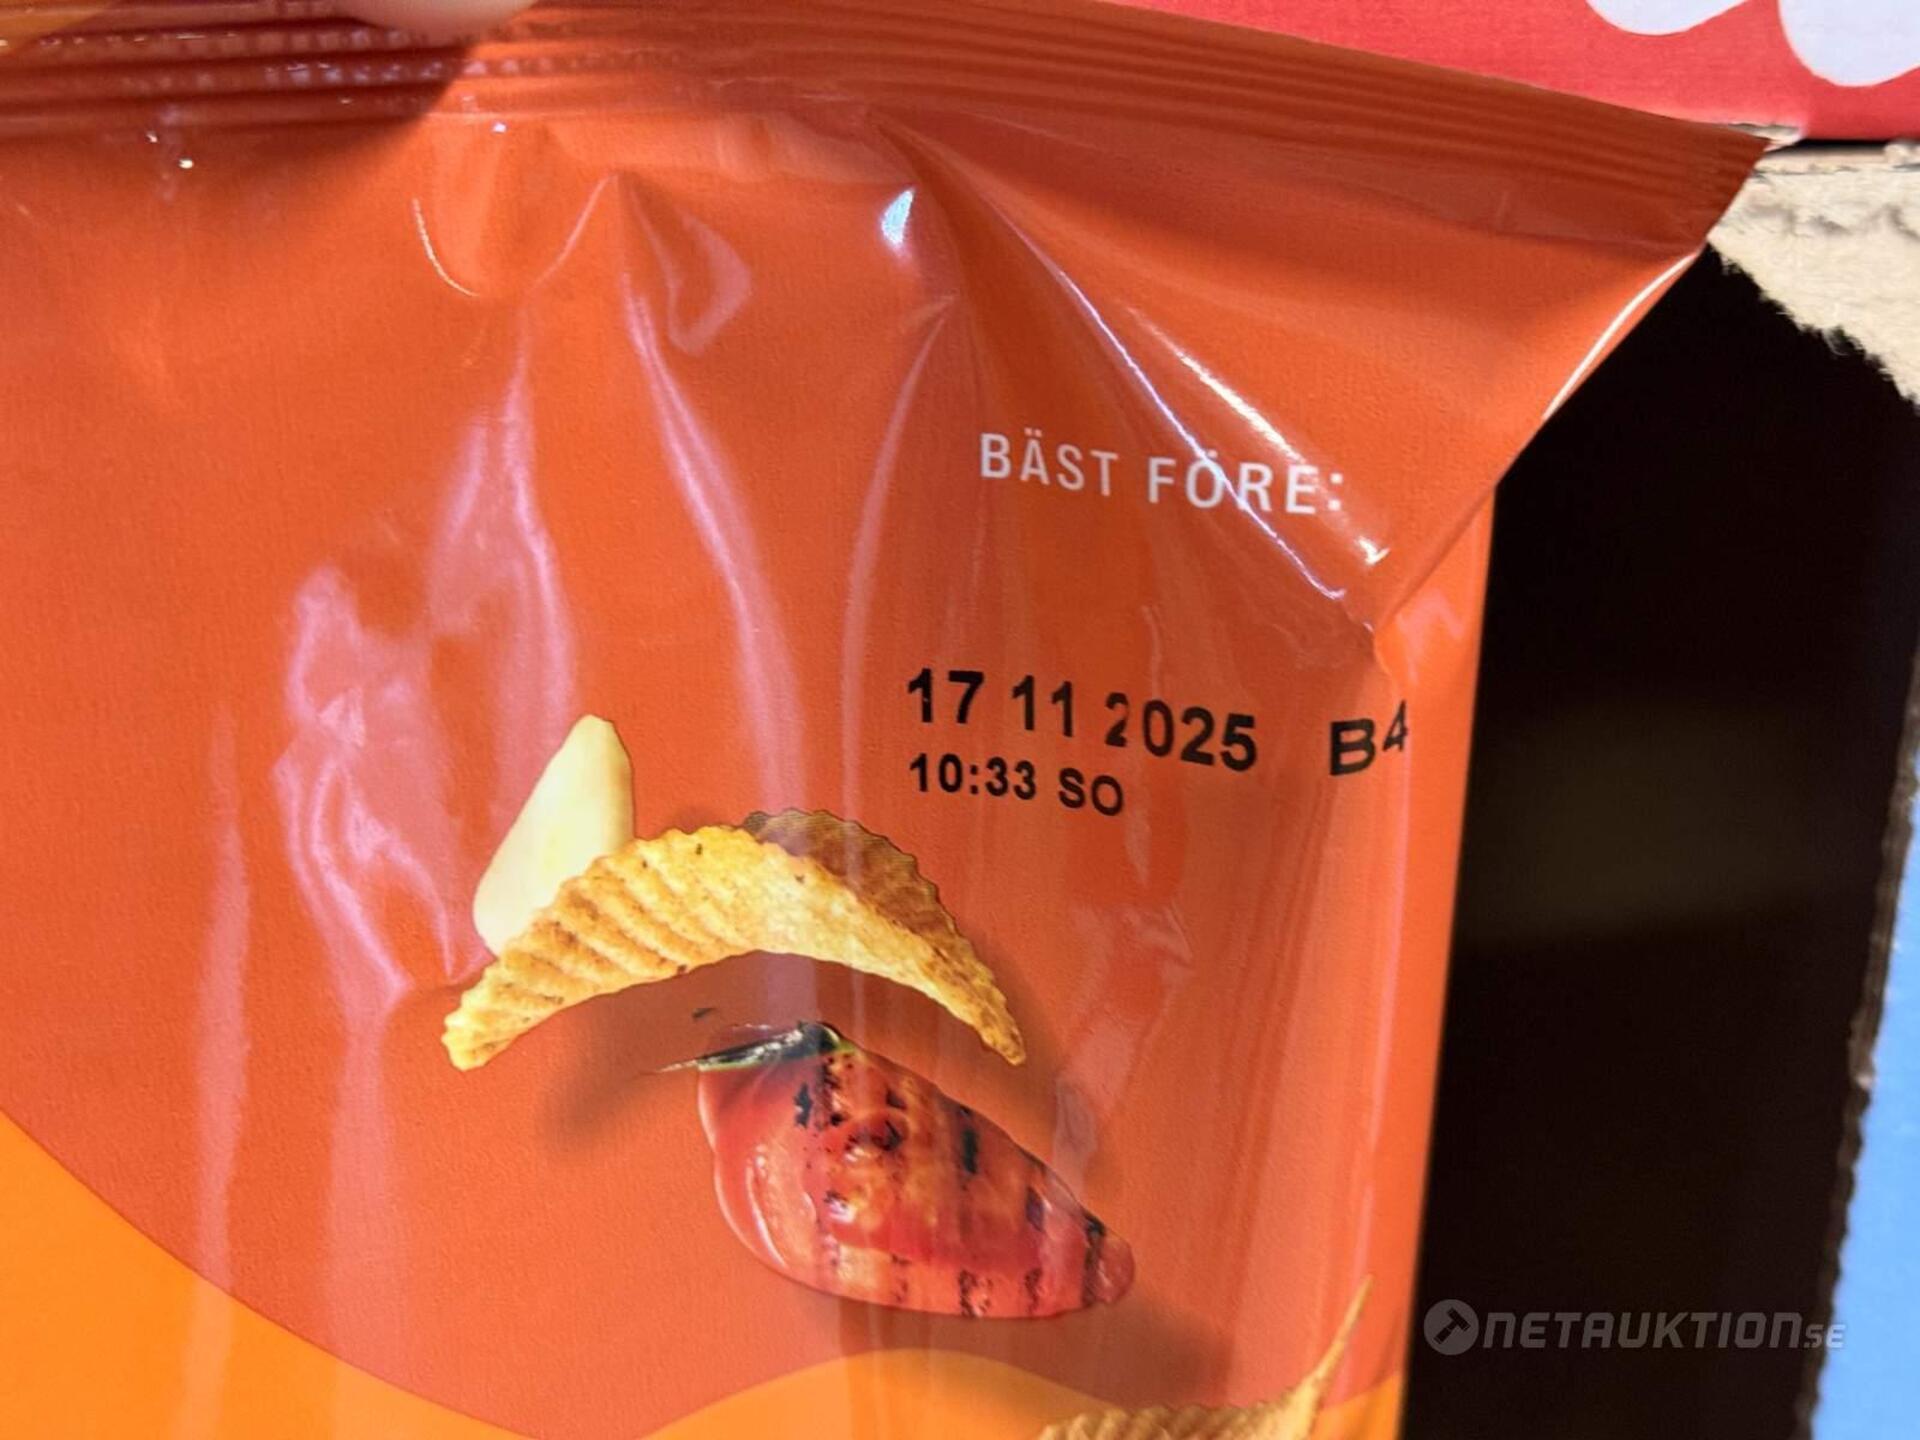 BÄST FÖRE:
17 11 2025 B4
10:33 SO
NETAUKTION.SE